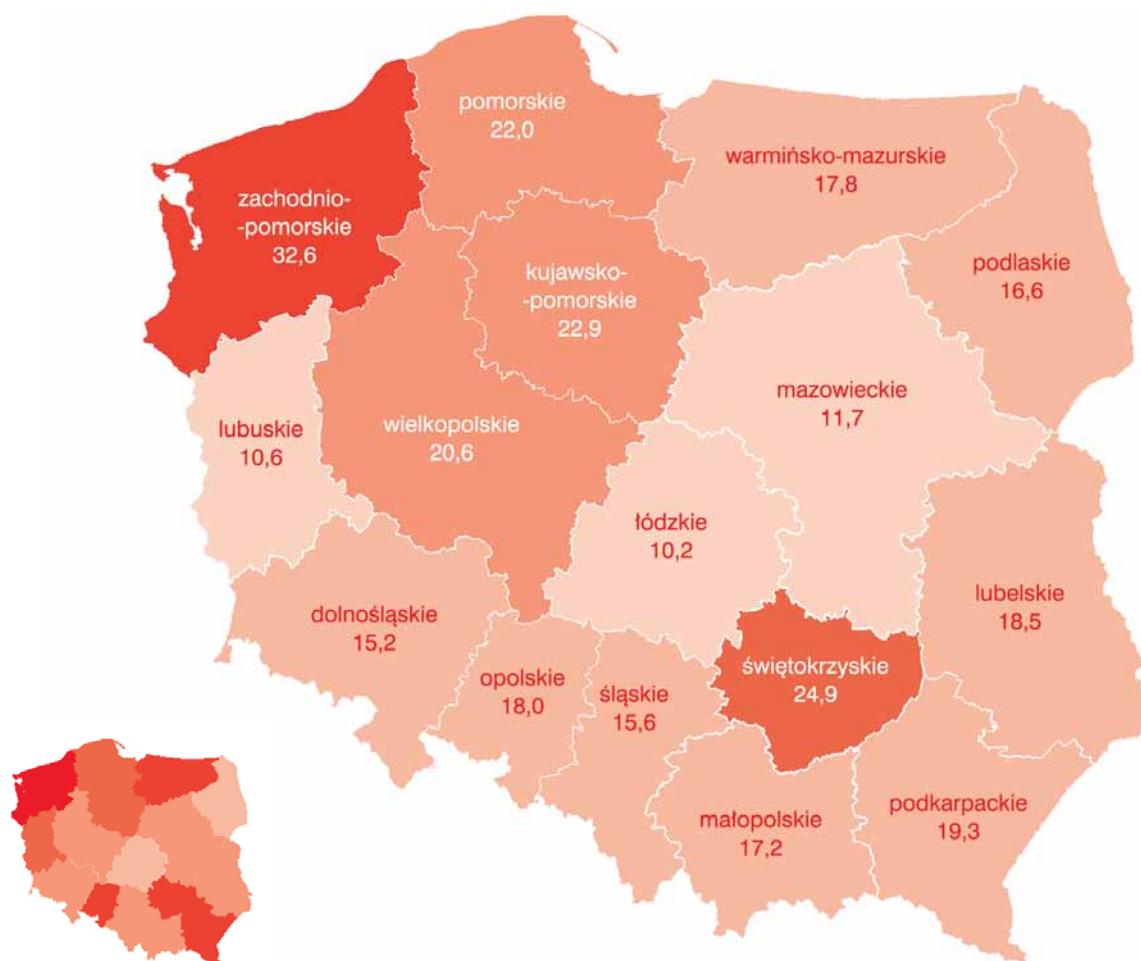 pomorskie
22,0
warmińsko-mazurskie
17,8
zachodnio-
-pomorskie
32,6
podlaskie
16,6
kujawsko-
-pomorskie
22,9
mazowieckie
11,7
lubuskie
10,6
wielkopolskie
20,6
łódzkie
10,2
lubelskie
18,5
dolnośląskie
15,2
opolskie
18,0
śląskie
15,6
świętokrzyskie
24,9
małopolskie
17,2
podkarpackie
19,3